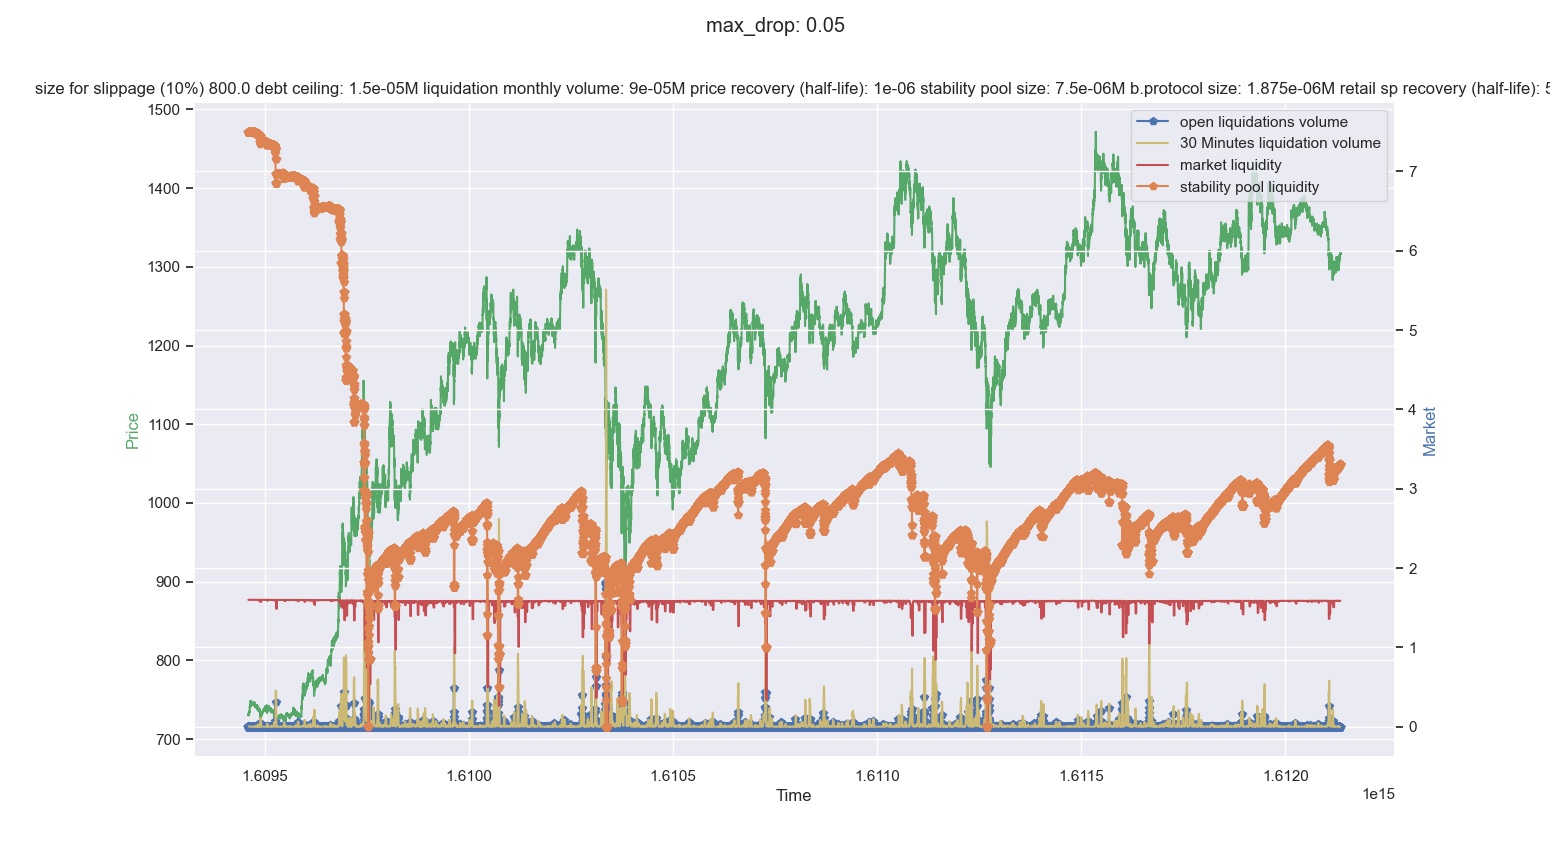 max_drop: 0.05
size for slippage (10%) 800.0 debt ceiling: 1.5e-05M liquidation monthly volume: 9e-05M price recovery (half-life): 1e-06 stability pool size: 7.5e-06M b.protocol size: 1.875e-06M retail sp recovery (half-life): 5
open liquidations volume
30 Minutes liquidation volume
market liquidity
stability pool liquidity
1500
1400
1300
1200
1100
1000
900
800
700
Price
7
6
5
4
3
2
1
0
Market
1.6095 1.6100 1.6105 1.6110 1.6115 1.6120
1e15
Time